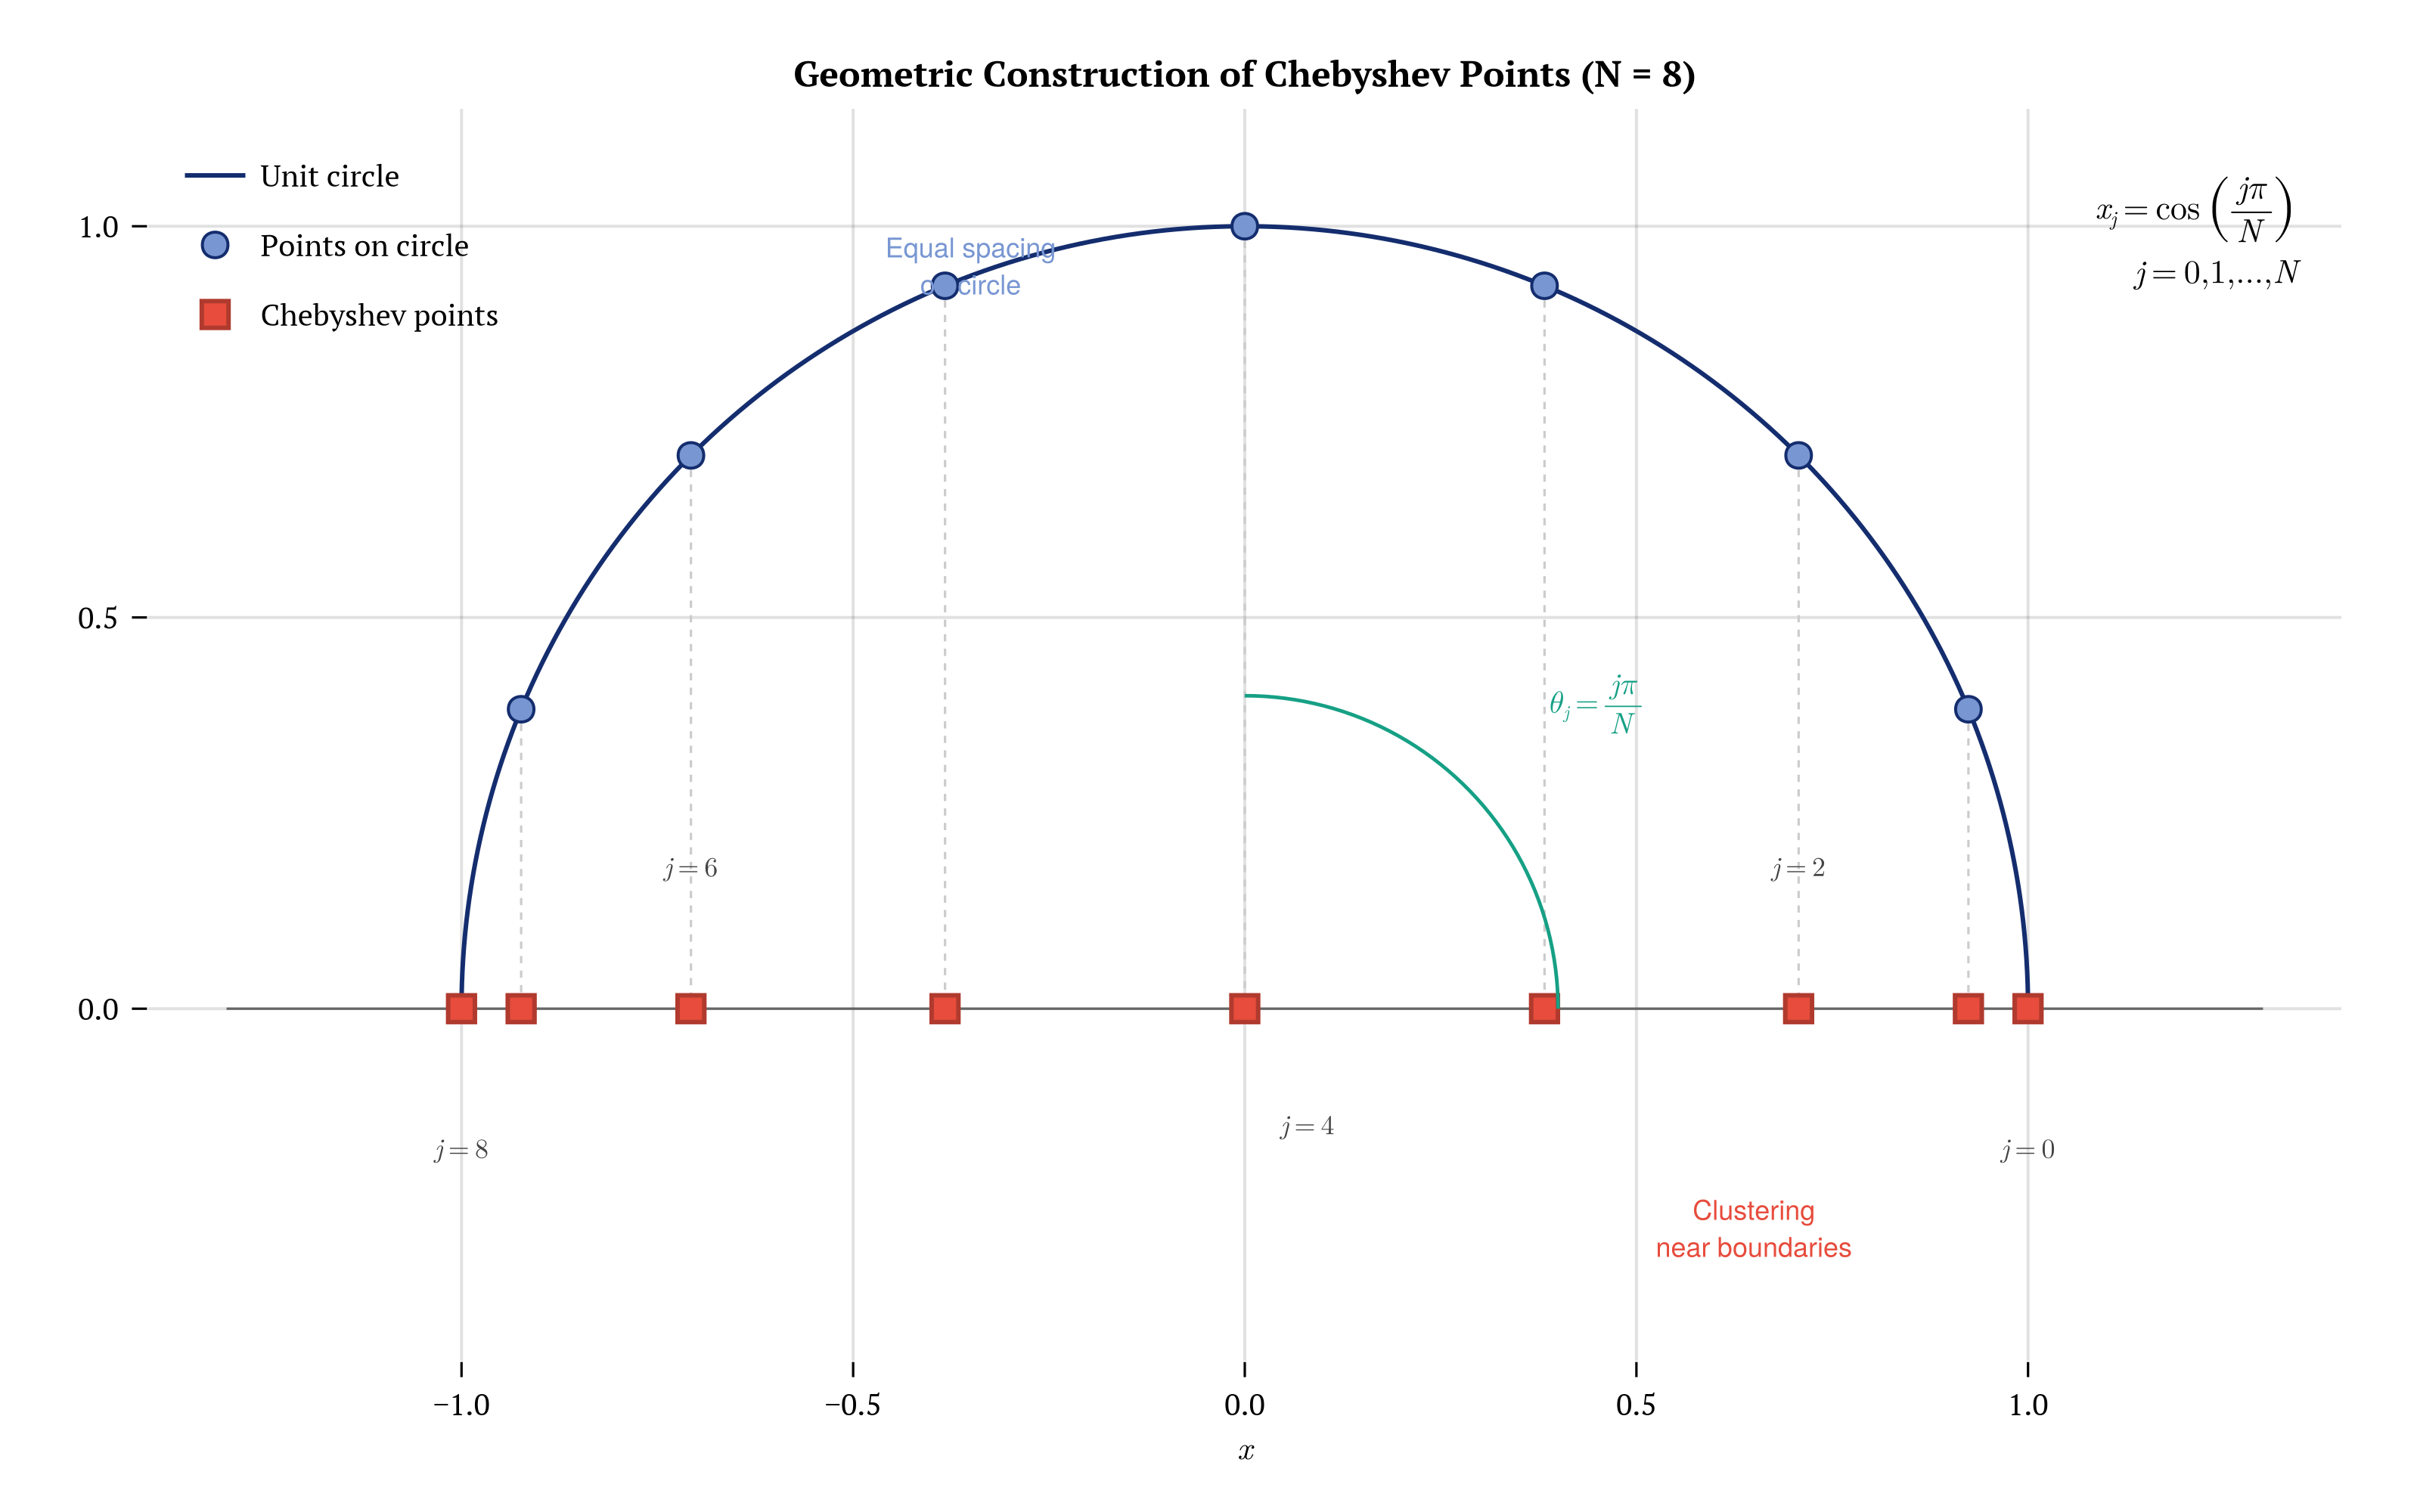 Geometric Construction of Chebyshev Points (N = 8)
Unit circle
Points on circle
Chebyshev points
x_j = cos(jπ/N)
j = 0,1,...,N
1.0
Equal spacing
circle
0.5
θ_j = jπ/N
j = 6
j = 2
0.0
j = 4
j = 8
j = 0
Clustering
near boundaries
−1.0 −0.5 0.0 0.5 1.0
x